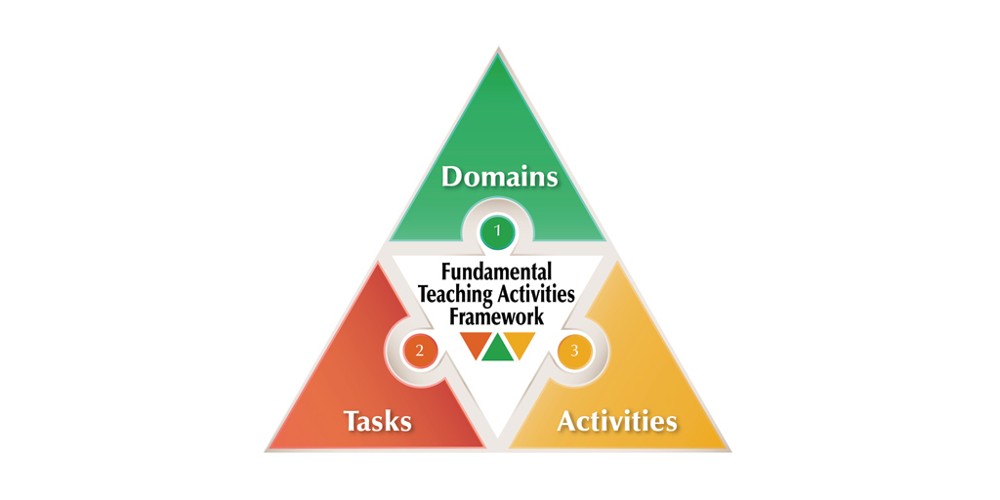 Domains
1
Fundamental
Teaching Activities
Framework
2
3
Tasks
Activities